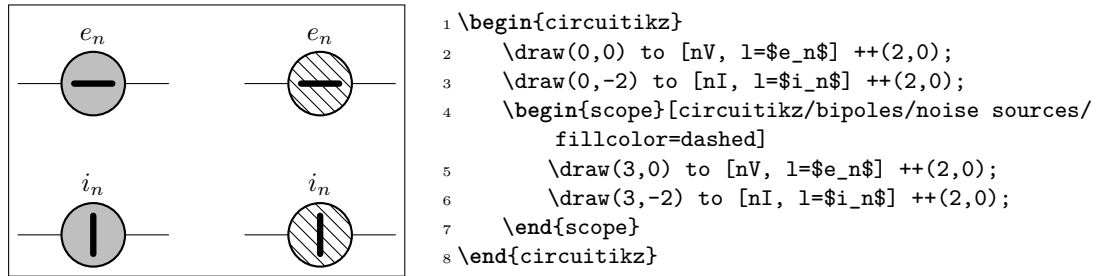 e_n e_n
i_n i_n
1 \begin{circuitikz}
2 \draw(0,0) to [nV, l=$e_n$] ++(2,0);
3 \draw(0,-2) to [nI, l=$i_n$] ++(2,0);
4 \begin{scope}[circuitikz/bipoles/noise sources/
fillcolor=dashed]
5 \draw(3,0) to [nV, l=$e_n$] ++(2,0);
6 \draw(3,-2) to [nI, l=$i_n$] ++(2,0);
7 \end{scope}
8 \end{circuitikz}